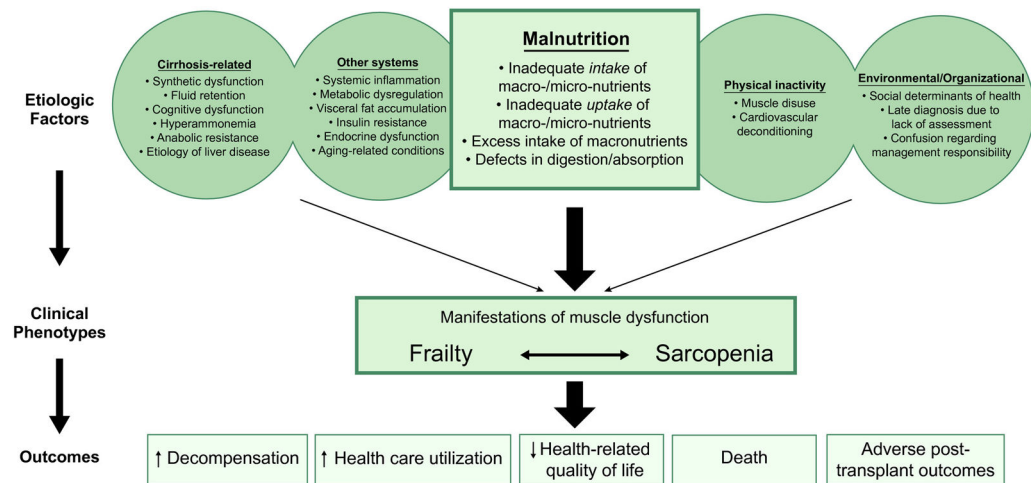 Etiologic
Factors
Cirrhosis-related
• Synthetic dysfunction
• Fluid retention
• Cognitive dysfunction
• Hyperammonemia
• Anabolic resistance
• Etiology of liver disease
Other systems
• Systemic inflammation
• Metabolic dysregulation
• Visceral fat accumulation
• Insulin resistance
• Endocrine dysfunction
• Aging-related conditions
Malnutrition
• Inadequate intake of
macro-/micro-nutrients
• Inadequate uptake of
macro-/micro-nutrients
• Excess intake of macronutrients
• Defects in digestion/absorption
Physical inactivity
• Muscle disuse
• Cardiovascular
deconditioning
Environmental/Organizational
• Social determinants of health
• Late diagnosis due to
lack of assessment
• Confusion regarding
management responsibility
Clinical
Phenotypes
Manifestations of muscle dysfunction
Frailty ↔ Sarcopenia
Outcomes
↑ Decompensation
↑ Health care utilization
↓ Health-related
quality of life
Death
Adverse post-
transplant outcomes